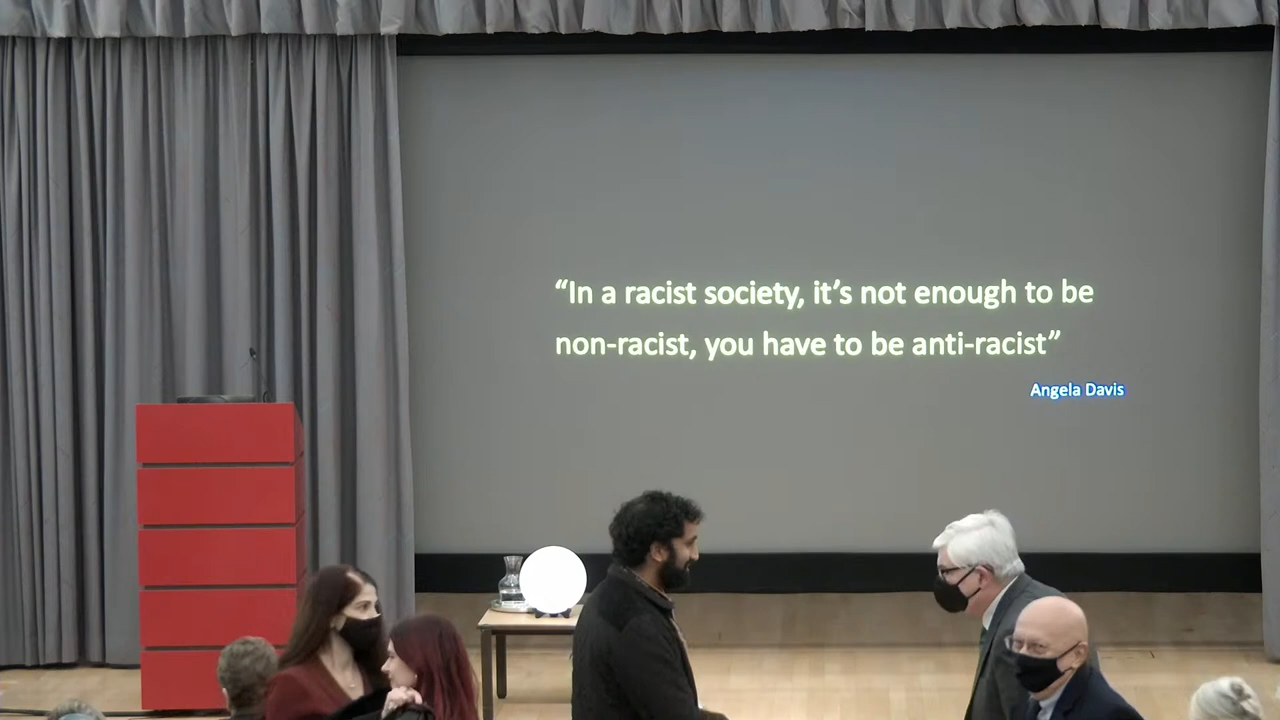 “In a racist society, it’s not enough to be
non-racist, you have to be anti-racist”
Angela Davis